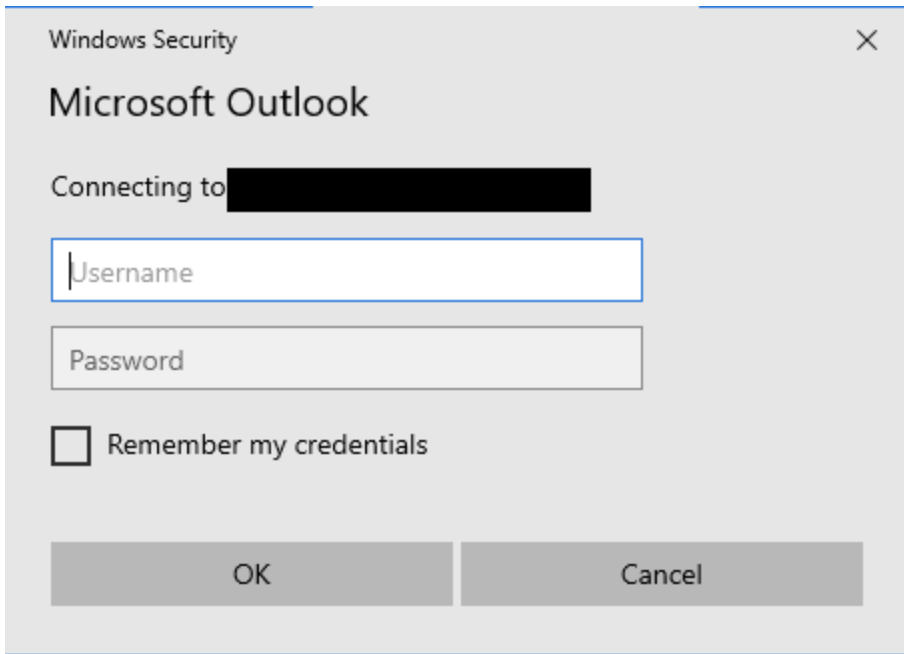 Windows Security
Microsoft Outlook
Connecting to
Username
Password
Remember my credentials
OK
Cancel